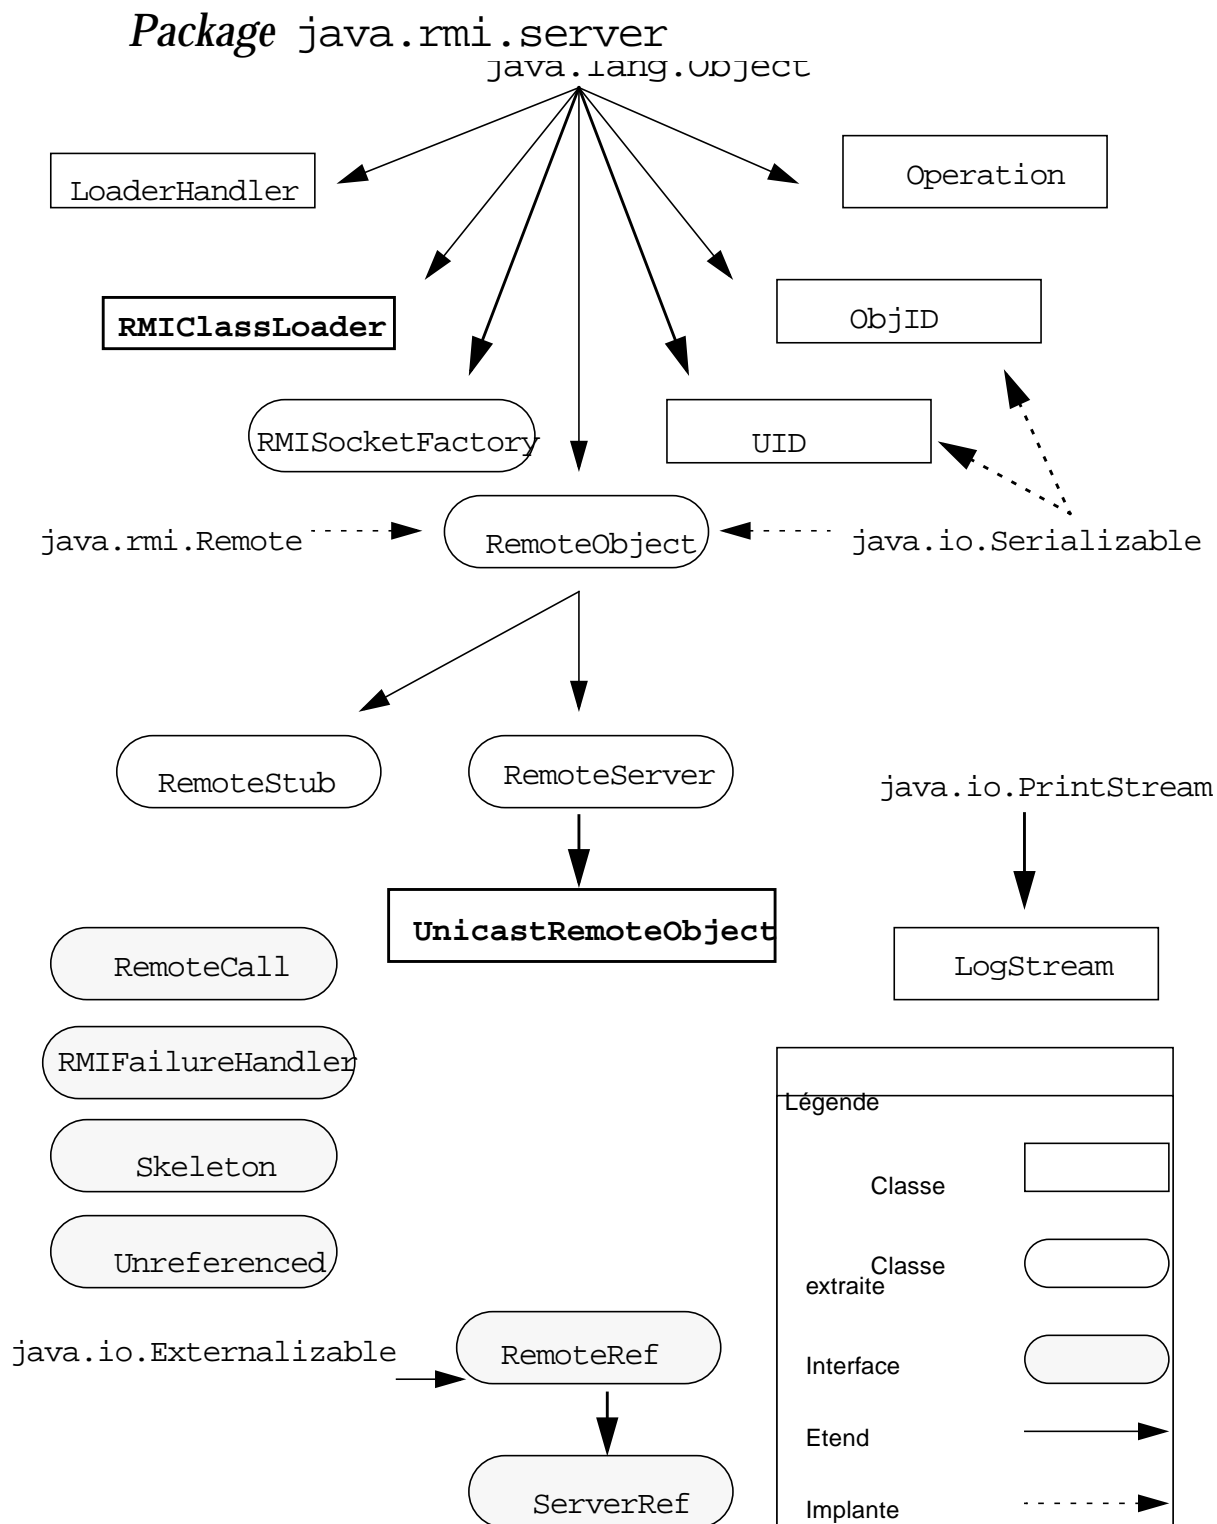 Package java.rmi.server
java.lang.Object
LoaderHandler
Operation
RMIClassLoader
ObjID
RMISocketFactory
UID
java.rmi.Remote
RemoteObject
java.io.Serializable
RemoteStub
RemoteServer
java.io.PrintStream
UnicastRemoteObject
RemoteCall
LogStream
RMIFailureHandler
Skeleton
Unreferenced
java.io.Externalizable
RemoteRef
ServerRef
Légende
Classe
Classe
extraite
Interface
Etend
Implante